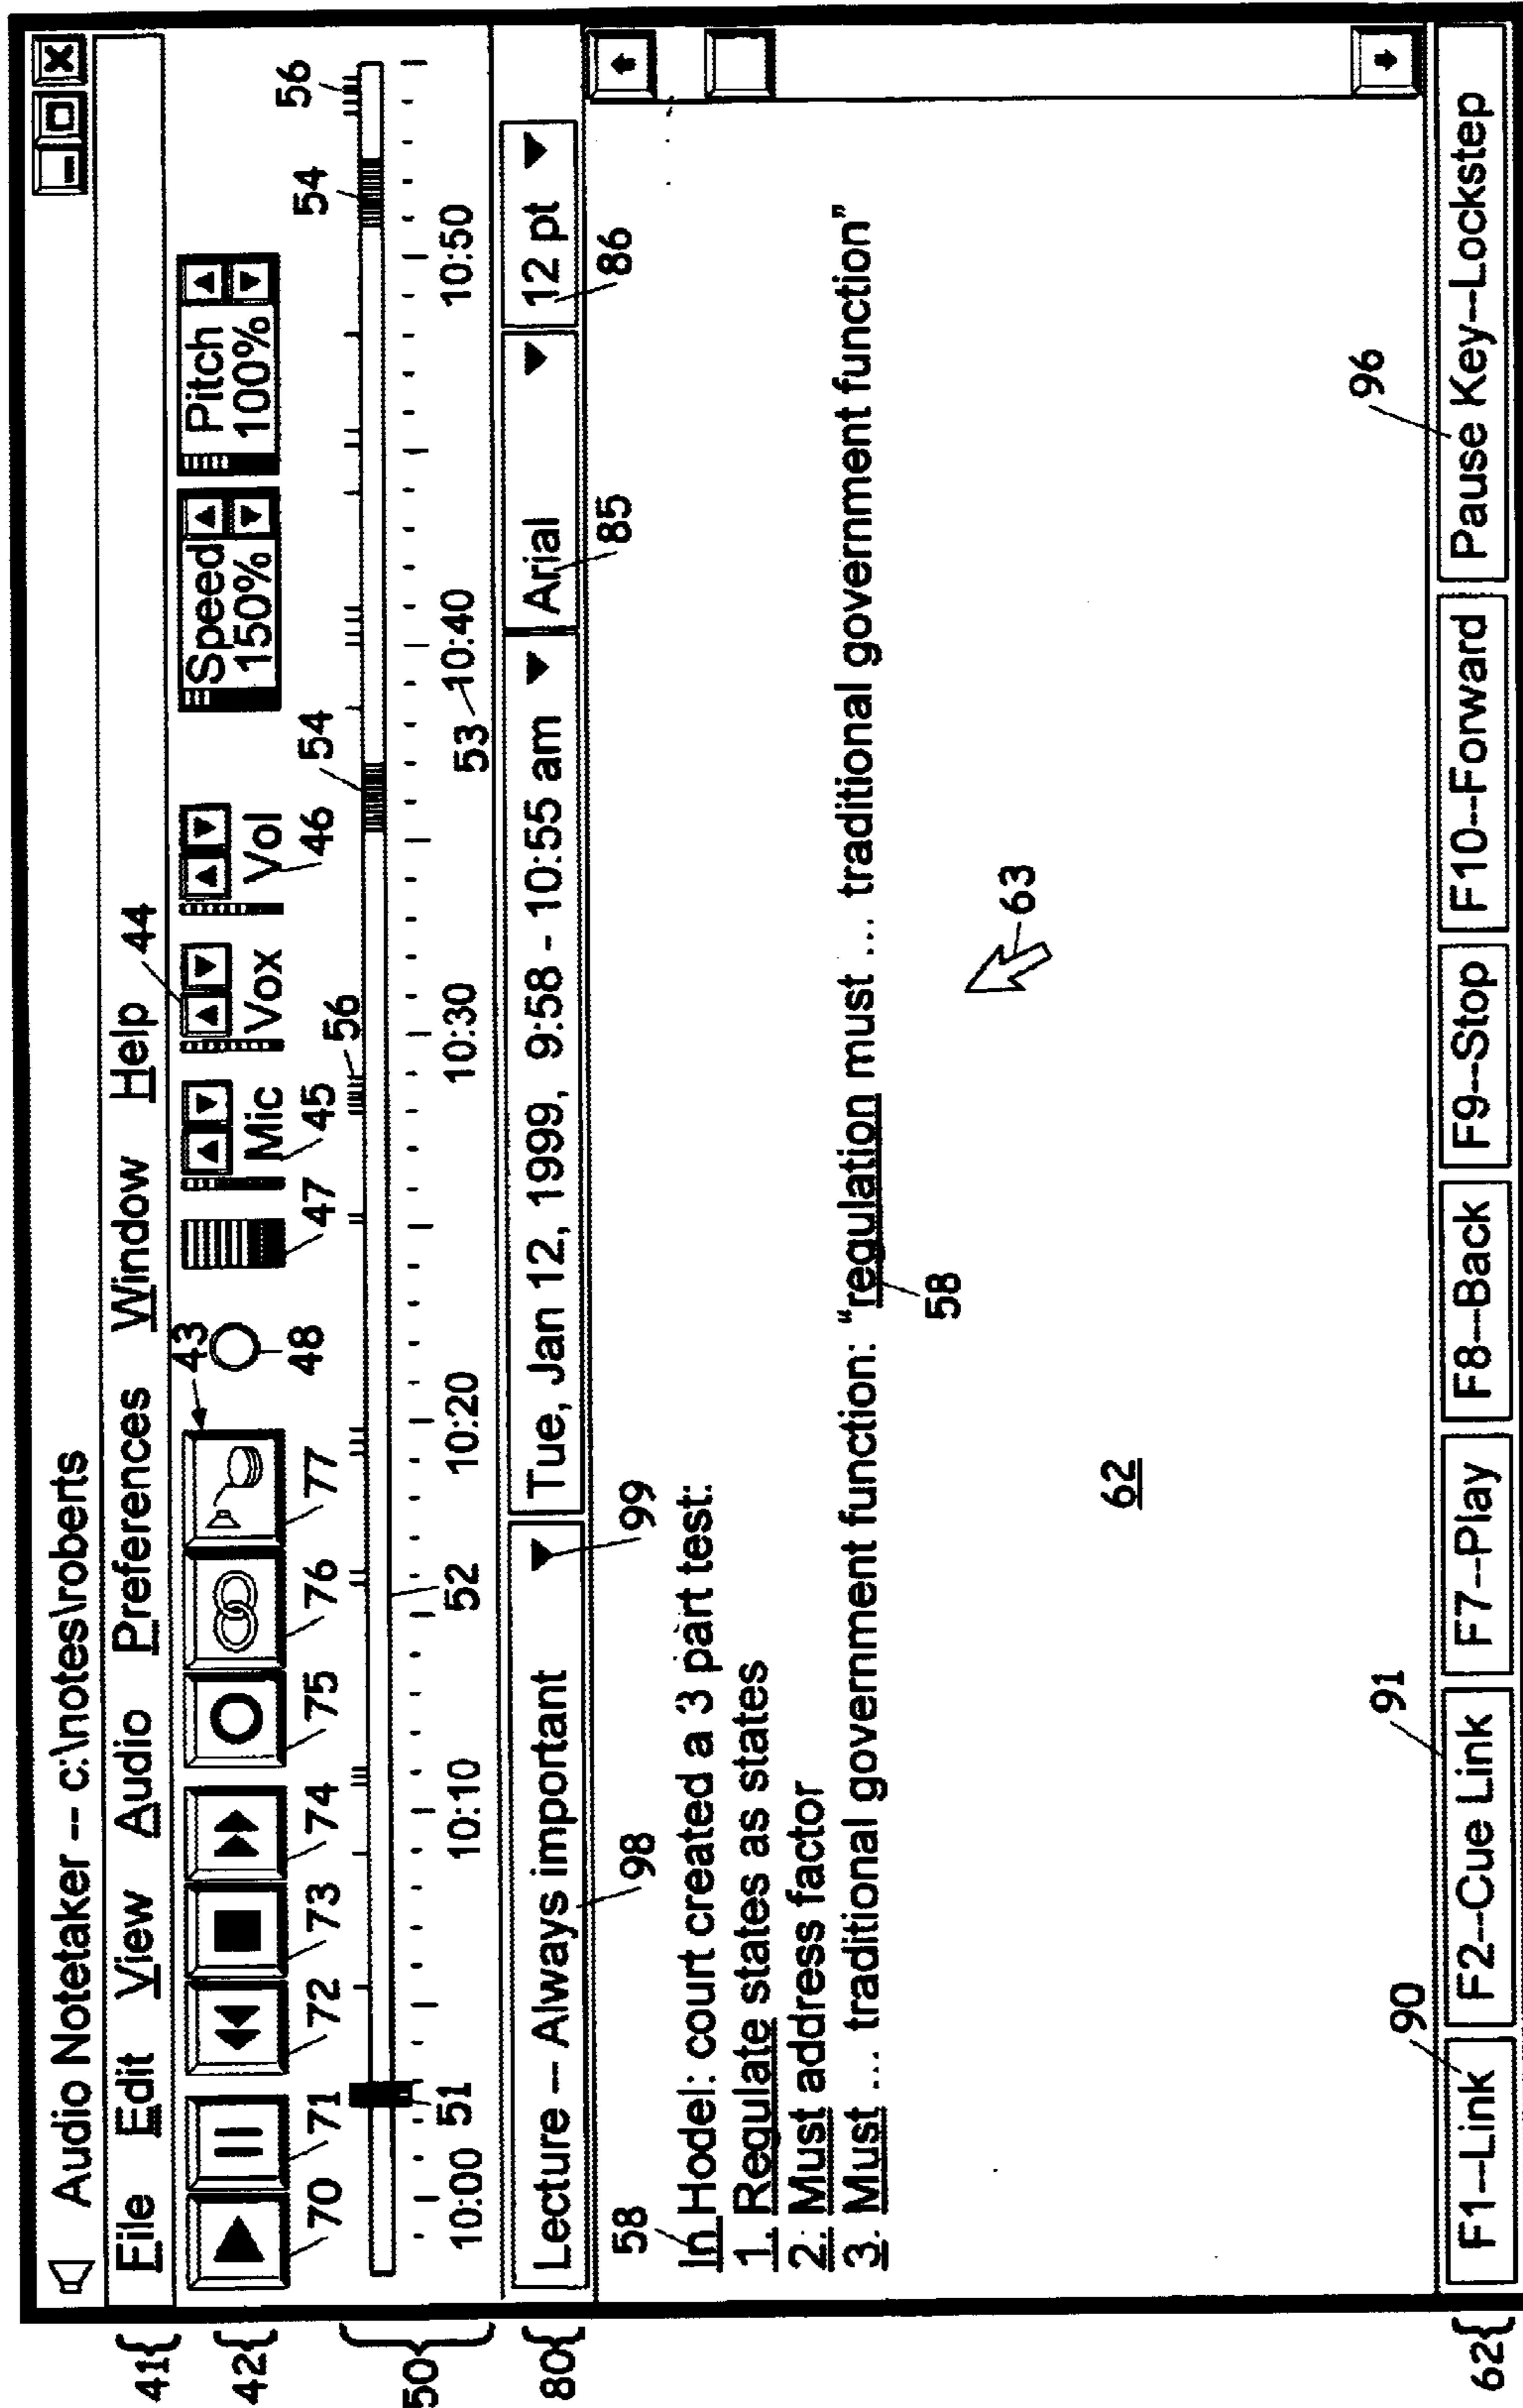 Audio Notetaker -- c:\notes\roberts
41{ File Edit View Audio Preferences Window Help 44
42{ 43 Mic Vox Vol Speed 150% Pitch 100%
70 71 72 73 74 75 76 77 48 47 45 46
56 54 54 56
50{ 51 52 53
10:00 10:10 10:20 10:30 10:40 10:50
80{ Lecture -- Always important Tue, Jan 12, 1999, 9:58 - 10:55 am Arial 12 pt
58 98 99 85 86
In Hodel: court created a 3 part test:
1. Regulate states as states
2. Must address factor
3. Must ... traditional government function: "regulation must ... traditional government function"
58
63
62
90 91 96
62{ F1--Link F2--Cue Link F7--Play F8--Back F9--Stop F10--Forward Pause Key--Lockstep